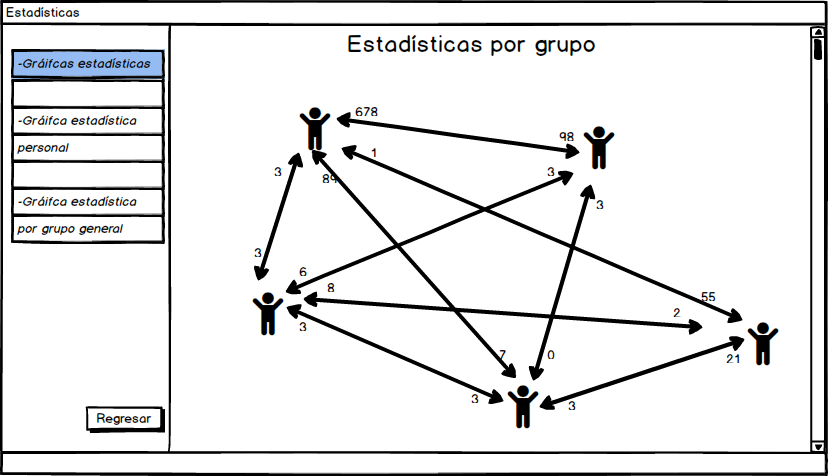 Estadísticas
Estadísticas por grupo
-Gráifcas estadísticas
-Gráifca estadística
personal
-Gráifca estadística
por grupo general
Regresar
678
98
1
3
89
3
3
3
6
8
55
2
3
7
0
21
3
3